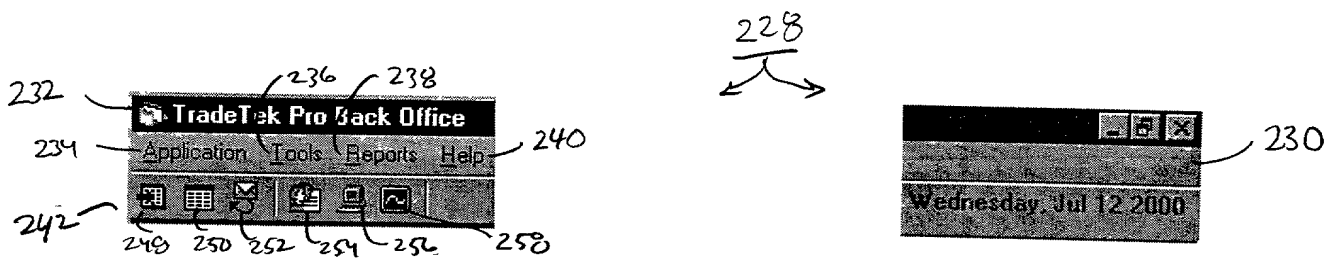 228
236 238
232 TradeTek Pro Back Office
234 Application Tools Reports Help 240
230
242
Wednesday, Jul 12 2000
248 250 252 254 256 258